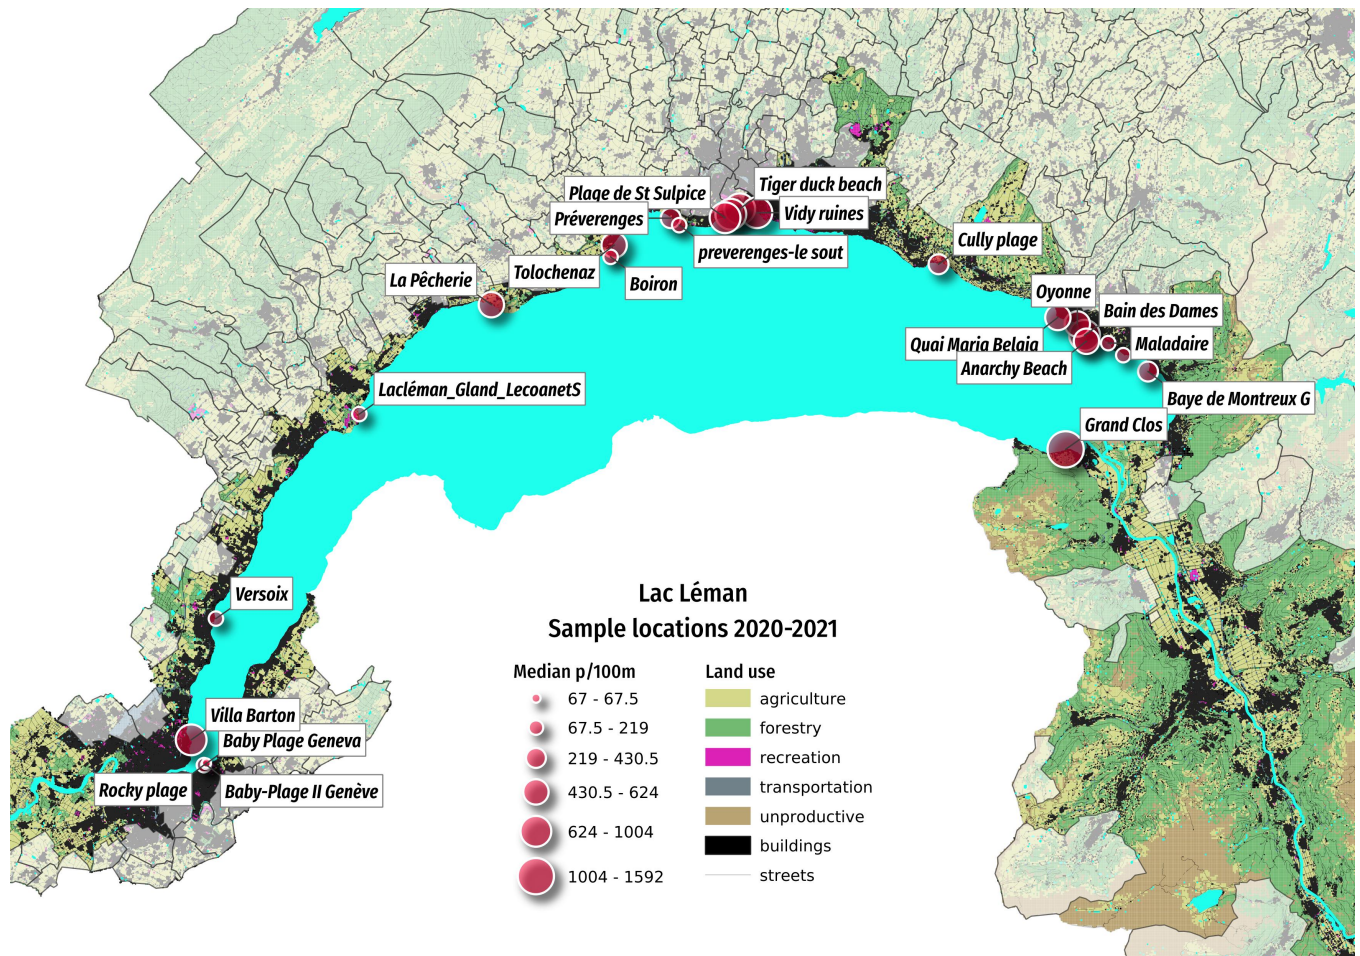 Tiger duck beach
Plage de St Sulpice
Vidy ruines
Préverenges
preverenges-le sout
Cully plage
Tolochenaz
La Pêcherie
Boiron
Oyonne
Bain des Dames
Quai Maria Belgia
Maladaire
Anarchy Beach
Lacléman_Gland_LecoanetS
Baye de Montreux G
Grand Clos
Versoix
Villa Barton
Baby Plage Geneva
Rocky plage
Baby-Plage II Genève
Lac Léman
Sample locations 2020-2021
Median p/100m
67 - 67.5
67.5 - 219
219 - 430.5
430.5 - 624
624 - 1004
1004 - 1592
Land use
agriculture
forestry
recreation
transportation
unproductive
buildings
streets